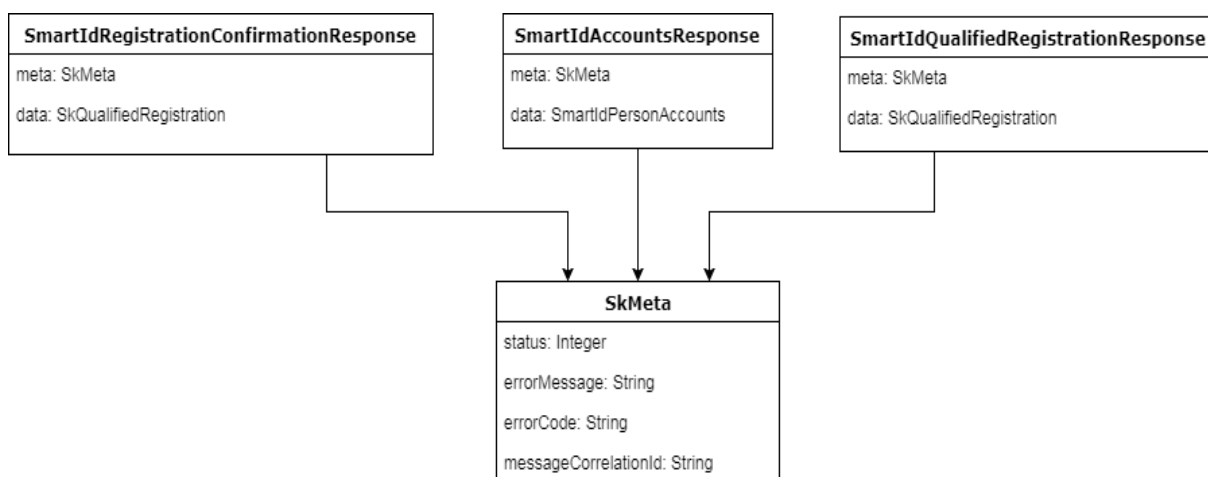 SmartIdRegistrationConfirmationResponse
meta: SkMeta
data: SkQualifiedRegistration
SmartIdAccountsResponse
meta: SkMeta
data: SmartIdPersonAccounts
SmartIdQualifiedRegistrationResponse
meta: SkMeta
data: SkQualifiedRegistration
SkMeta
status: Integer
errorMessage: String
errorCode: String
messageCorrelationId: String